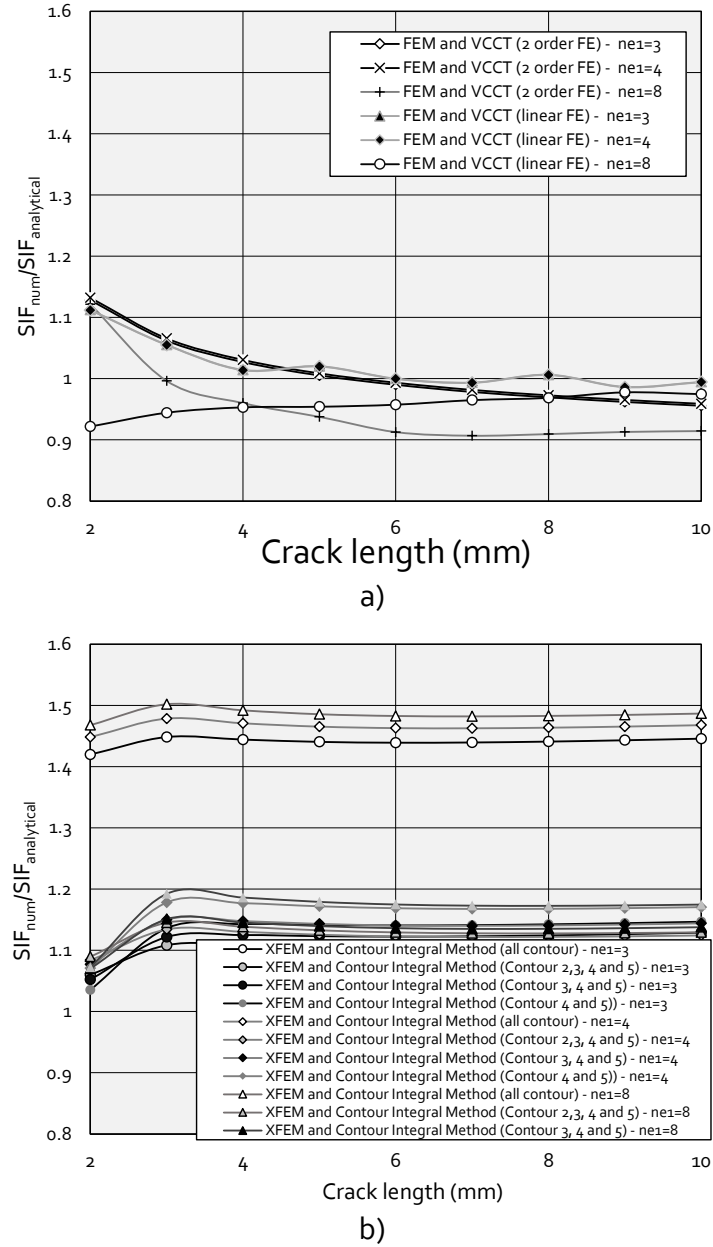 1.6
FEM and VCCT (2 order FE) - ne1=3
FEM and VCCT (2 order FE) - ne1=4
1.5
FEM and VCCT (2 order FE) - ne1=8
FEM and VCCT (linear FE) - ne1=3
FEM and VCCT (linear FE) - ne1=4
1.4
FEM and VCCT (linear FE) - ne1=8
1.3
SIFnum/SIFanalytical
1.2
1.1
1
0.9
0.8
2 4 6 8 10
Crack length (mm)
a)
1.6
1.5
1.4
1.3
SIFnum/SIFanalytical
1.2
1.1
XFEM and Contour Integral Method (all contour) - ne1=3
XFEM and Contour Integral Method (Contour 2,3, 4 and 5) - ne1=3
XFEM and Contour Integral Method (Contour 3, 4 and 5) - ne1=3
XFEM and Contour Integral Method (Contour 4 and 5)) - ne1=3
1
XFEM and Contour Integral Method (all contour) - ne1=4
XFEM and Contour Integral Method (Contour 2,3, 4 and 5) - ne1=4
XFEM and Contour Integral Method (Contour 3, 4 and 5) - ne1=4
0.9
XFEM and Contour Integral Method (Contour 4 and 5)) - ne1=4
XFEM and Contour Integral Method (all contour) - ne1=8
XFEM and Contour Integral Method (Contour 2,3, 4 and 5) - ne1=8
XFEM and Contour Integral Method (Contour 3, 4 and 5) - ne1=8
0.8
2 4 6 8 10
Crack length (mm)
b)